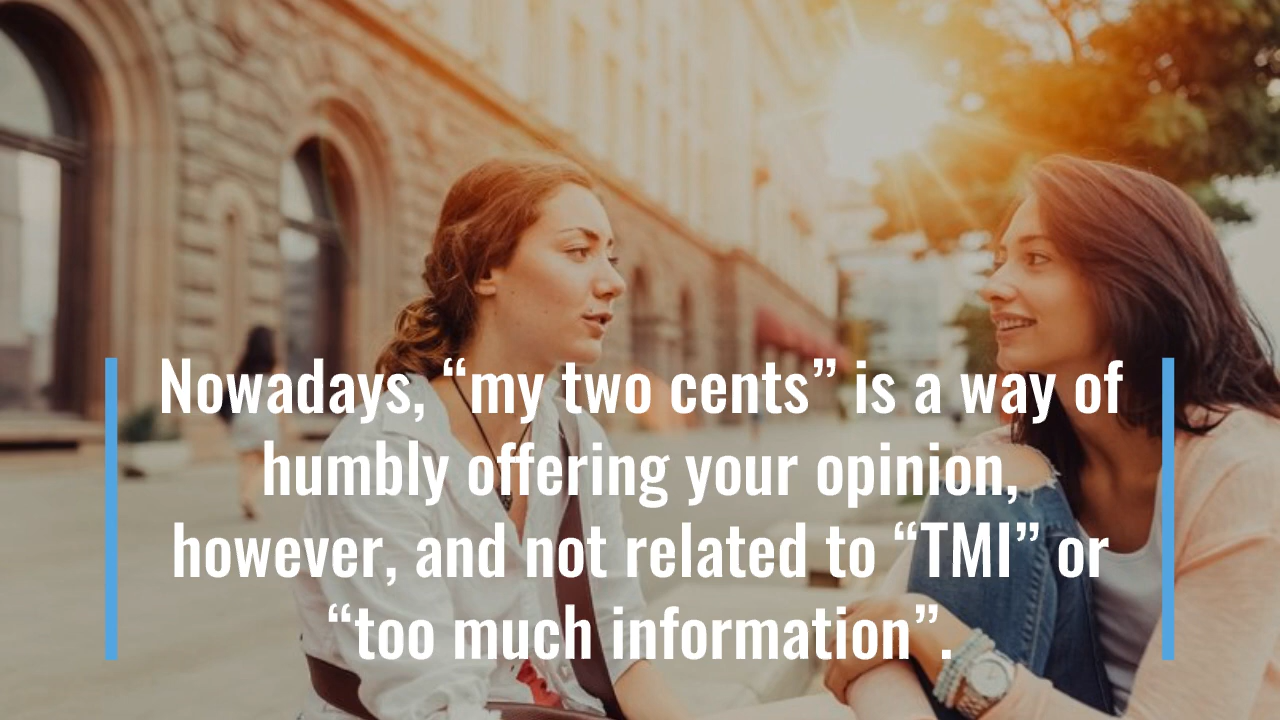 Nowadays, “my two cents” is a way of
humbly offering your opinion,
however, and not related to “TMI” or
“too much information”.